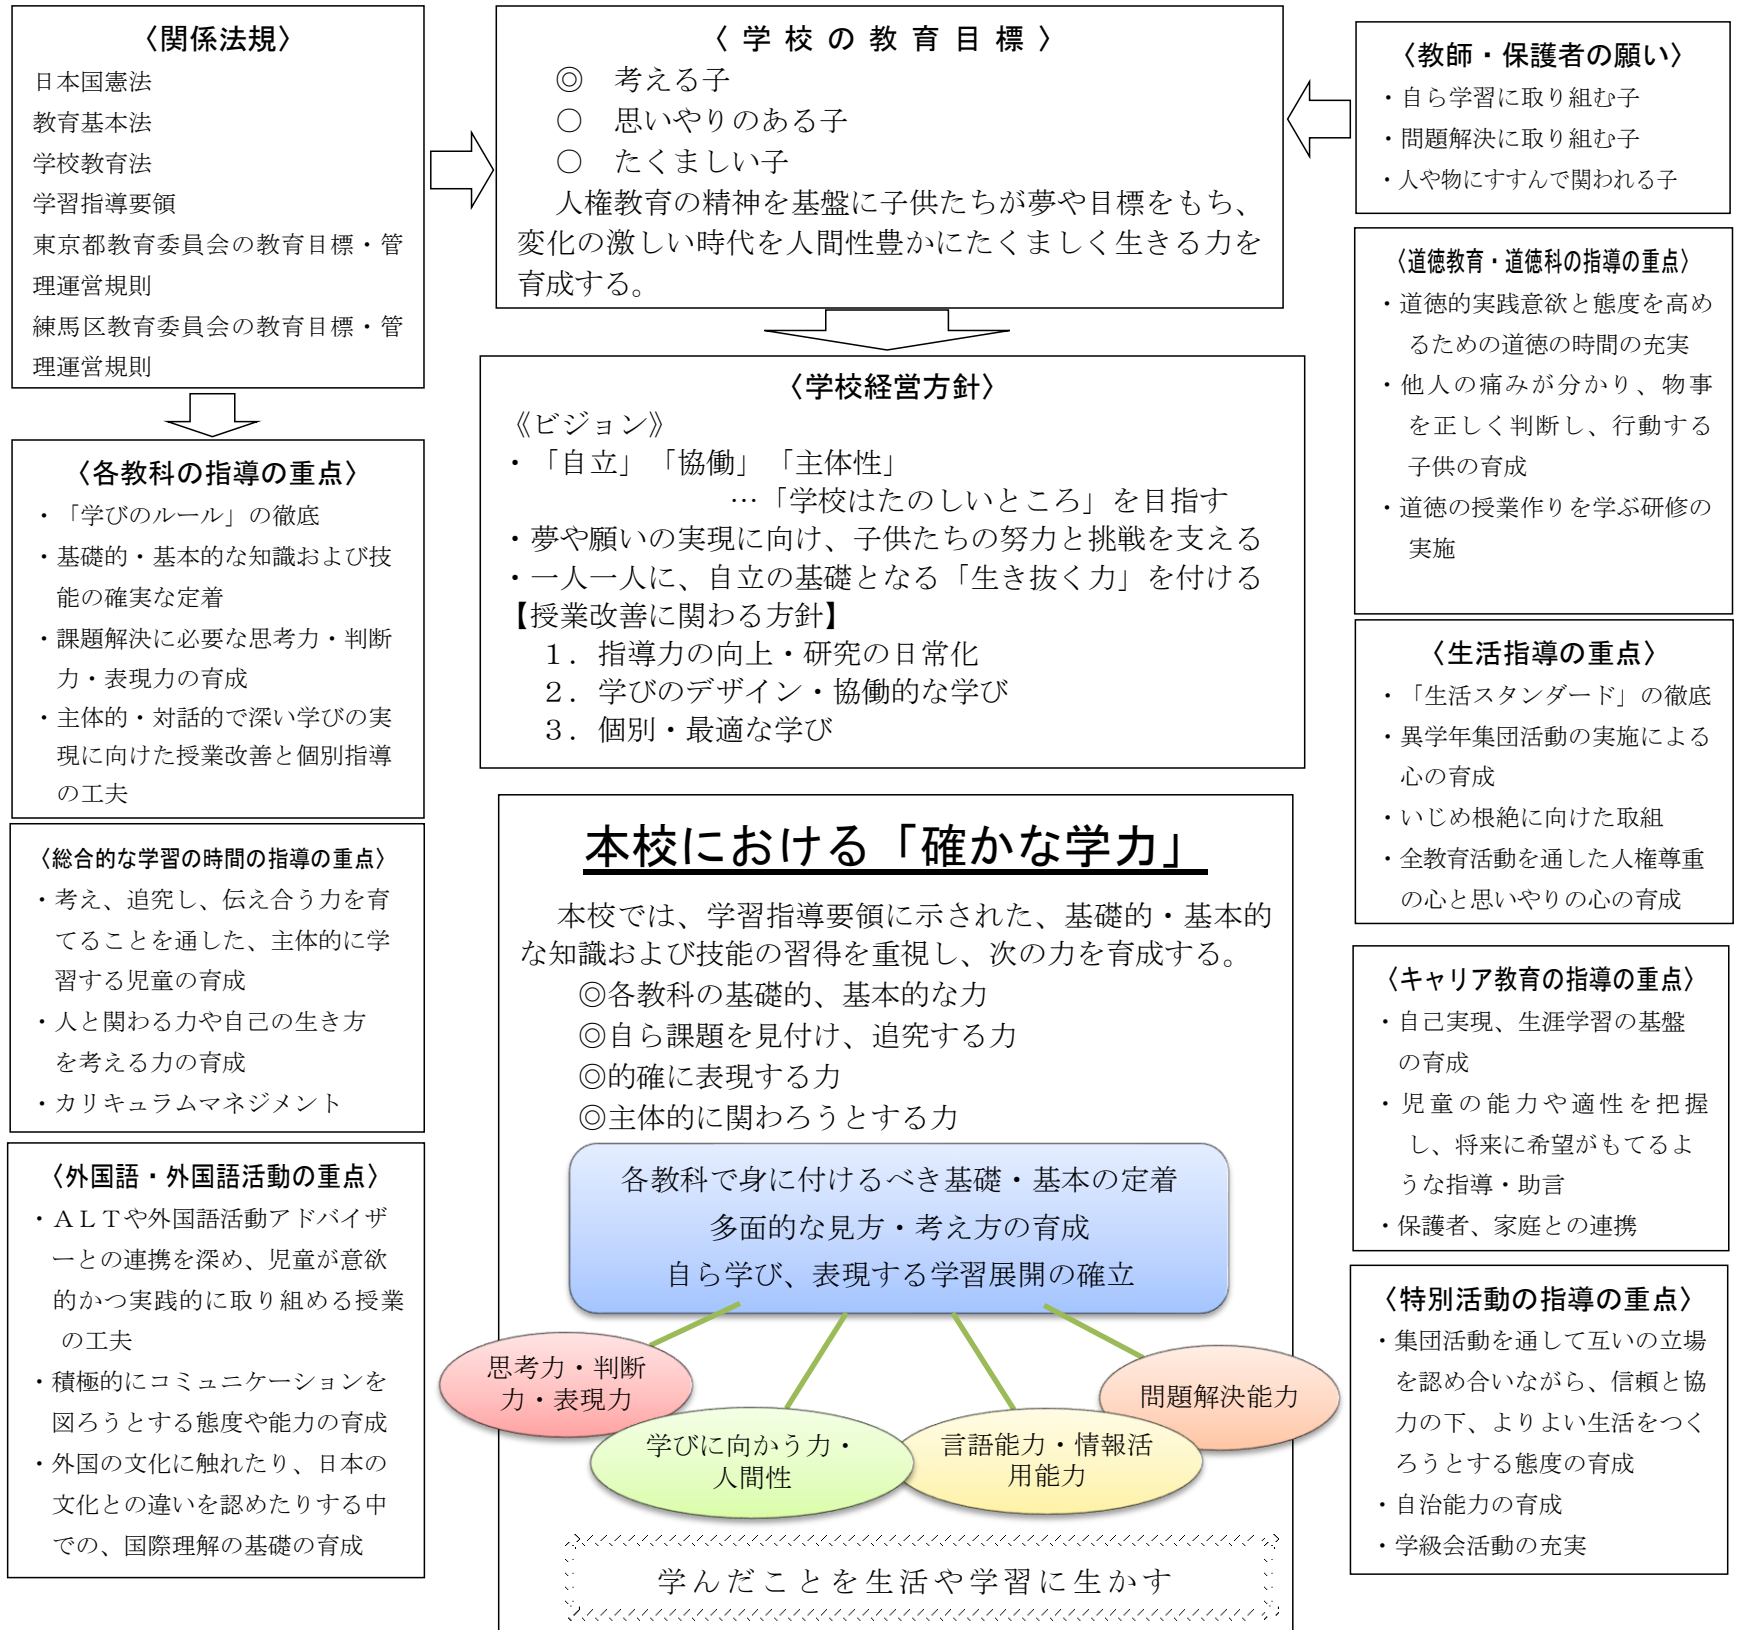 〈関係法規〉
日本国憲法
教育基本法
学校教育法
学習指導要領
東京都教育委員会の教育目標・管
理運営規則
練馬区教育委員会の教育目標・管
理運営規則
〈学校の教育目標〉
◎　考える子
○　思いやりのある子
○　たくましい子
人権教育の精神を基盤に子供たちが夢や目標をもち、
変化の激しい時代を人間性豊かにたくましく生きる力を
育成する。
〈教師・保護者の願い〉
・自ら学習に取り組む子
・問題解決に取り組む子
・人や物にすすんで関われる子
〈学校経営方針〉
《ビジョン》
・「自立」「協働」「主体性」
…「学校はたのしいところ」を目指す
・夢や願いの実現に向け、子供たちの努力と挑戦を支える
・一人一人に、自立の基礎となる「生き抜く力」を付ける
【授業改善に関わる方針】
１．指導力の向上・研究の日常化
２．学びのデザイン・協働的な学び
３．個別・最適な学び
〈各教科の指導の重点〉
・「学びのルール」の徹底
・基礎的・基本的な知識および技
能の確実な定着
・課題解決に必要な思考力・判断
力・表現力の育成
・主体的・対話的で深い学びの実
現に向けた授業改善と個別指導
の工夫
〈総合的な学習の時間の指導の重点〉
・考え、追究し、伝え合う力を育
てることを通した、主体的に学
習する児童の育成
・人と関わる力や自己の生き方
を考える力の育成
・カリキュラムマネジメント
〈外国語・外国語活動の重点〉
・ＡＬＴや外国語活動アドバイザ
ーとの連携を深め、児童が意欲
的かつ実践的に取り組める授業
の工夫
・積極的にコミュニケーションを
図ろうとする態度や能力の育成
・外国の文化に触れたり、日本の
文化との違いを認めたりする中
での、国際理解の基礎の育成
本校における「確かな学力」
本校では、学習指導要領に示された、基礎的・基本的
な知識および技能の習得を重視し、次の力を育成する。
◎各教科の基礎的、基本的な力
◎自ら課題を見付け、追究する力
◎的確に表現する力
◎主体的に関わろうとする力
各教科で身に付けるべき基礎・基本の定着
多面的な見方・考え方の育成
自ら学び、表現する学習展開の確立
思考力・判断
力・表現力
学びに向かう力・
人間性
言語能力・情報活
用能力
問題解決能力
学んだことを生活や学習に生かす
〈道徳教育・道徳科の指導の重点〉
・道徳的実践意欲と態度を高め
るための道徳の時間の充実
・他人の痛みが分かり、物事
を正しく判断し、行動する
子供の育成
・道徳の授業作りを学ぶ研修の
実施
〈生活指導の重点〉
・「生活スタンダード」の徹底
・異学年集団活動の実施による
心の育成
・いじめ根絶に向けた取組
・全教育活動を通した人権尊重
の心と思いやりの心の育成
〈キャリア教育の指導の重点〉
・自己実現、生涯学習の基盤
の育成
・児童の能力や適性を把握
し、将来に希望がもてるよ
うな指導・助言
・保護者、家庭との連携
〈特別活動の指導の重点〉
・集団活動を通して互いの立場
を認め合いながら、信頼と協
力の下、よりよい生活をつく
ろうとする態度の育成
・自治能力の育成
・学級会活動の充実